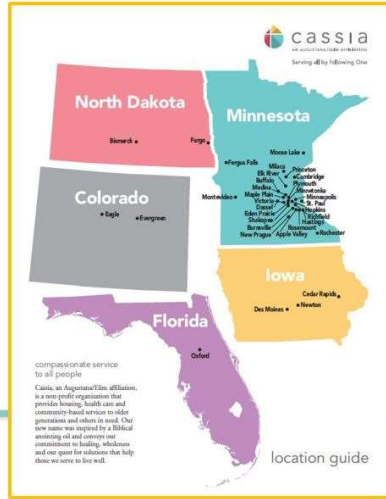 cassia
AN AUGUSTANA/ELIM AFFILIATION
Serving all by following One
North Dakota
Bismarck
Fargo
Minnesota
Moose Lake
Fergus Falls
Milaca
Princeton
Elk River
Cambridge
Buffalo
Plymouth
Medina
Minnetonka
Montevideo
Maple Plain
Minneapolis
Victoria
St. Paul
Dassel
Hopkins
Eden Prairie
Richfield
Shakopee
Hastings
Burnsville
Rosemount
New Prague
Apple Valley
Rochester
Colorado
Eagle
Evergreen
Iowa
Cedar Rapids
Newton
Des Moines
Florida
Oxford
compassionate service
to all people
Cassia, an Augustana/Elim affiliation,
is a non-profit organization that
provides housing, health care and
community-based services to older
generations and others in need. Our
new name was inspired by a Biblical
anointing oil and conveys our
commitment to healing, wholeness
and our quest for solutions that help
those we serve to live well.
location guide